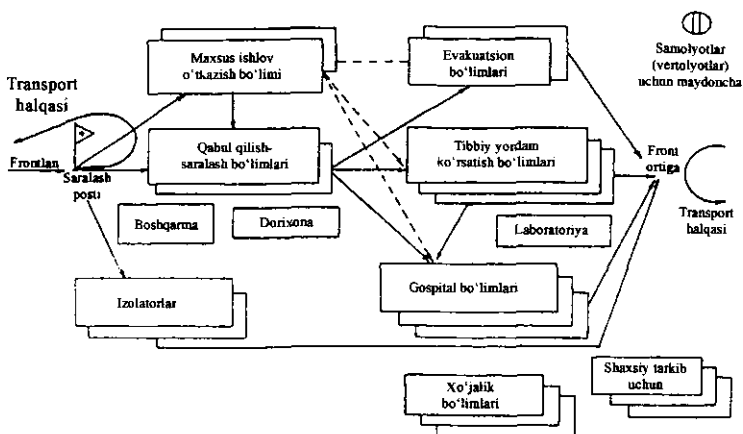 Maxsus ishlov
o‘tkazish bo‘limi
Evakuatsion
bo‘limlari
Samolyotlar
(vertolyotlar)
uchun maydoncha
Transport
halqasi
Frontlan
Saralash
posti
Qabul qilish-
saralash bo‘limlari
Tibbiy yordam
ko‘rsatish bo‘limlari
Front
ortiga
Transport
halqasi
Boshqarma
Dorixona
Laboratoriya
Izolatorlar
Gospital bo‘limlari
Xo‘jalik
bo‘limlari
Shaxsiy tarkib
uchun